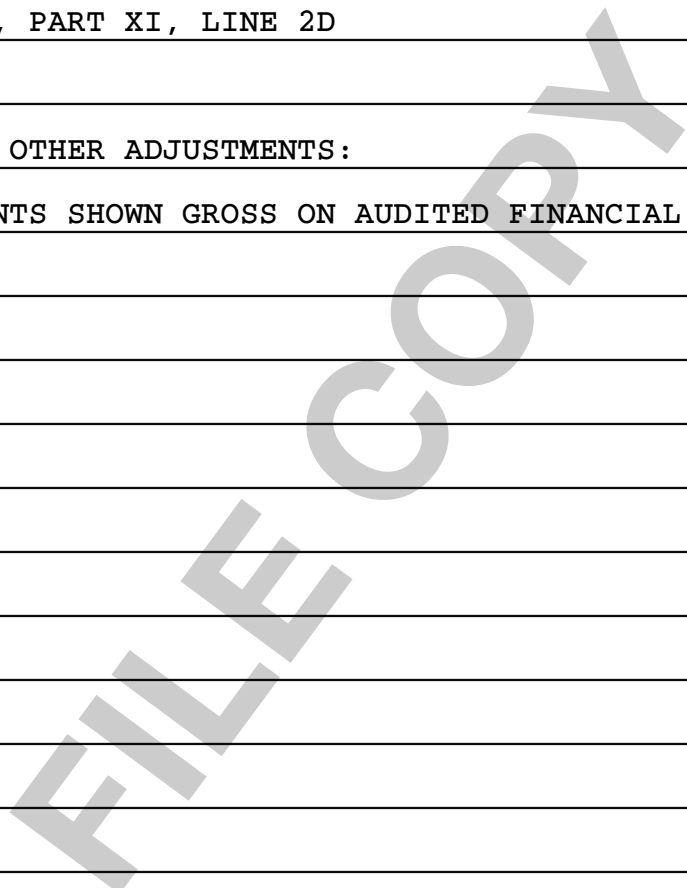 , PART XI, LINE 2D
OTHER ADJUSTMENTS:
NTS SHOWN GROSS ON AUDITED FINANCIAL
FILE COPY